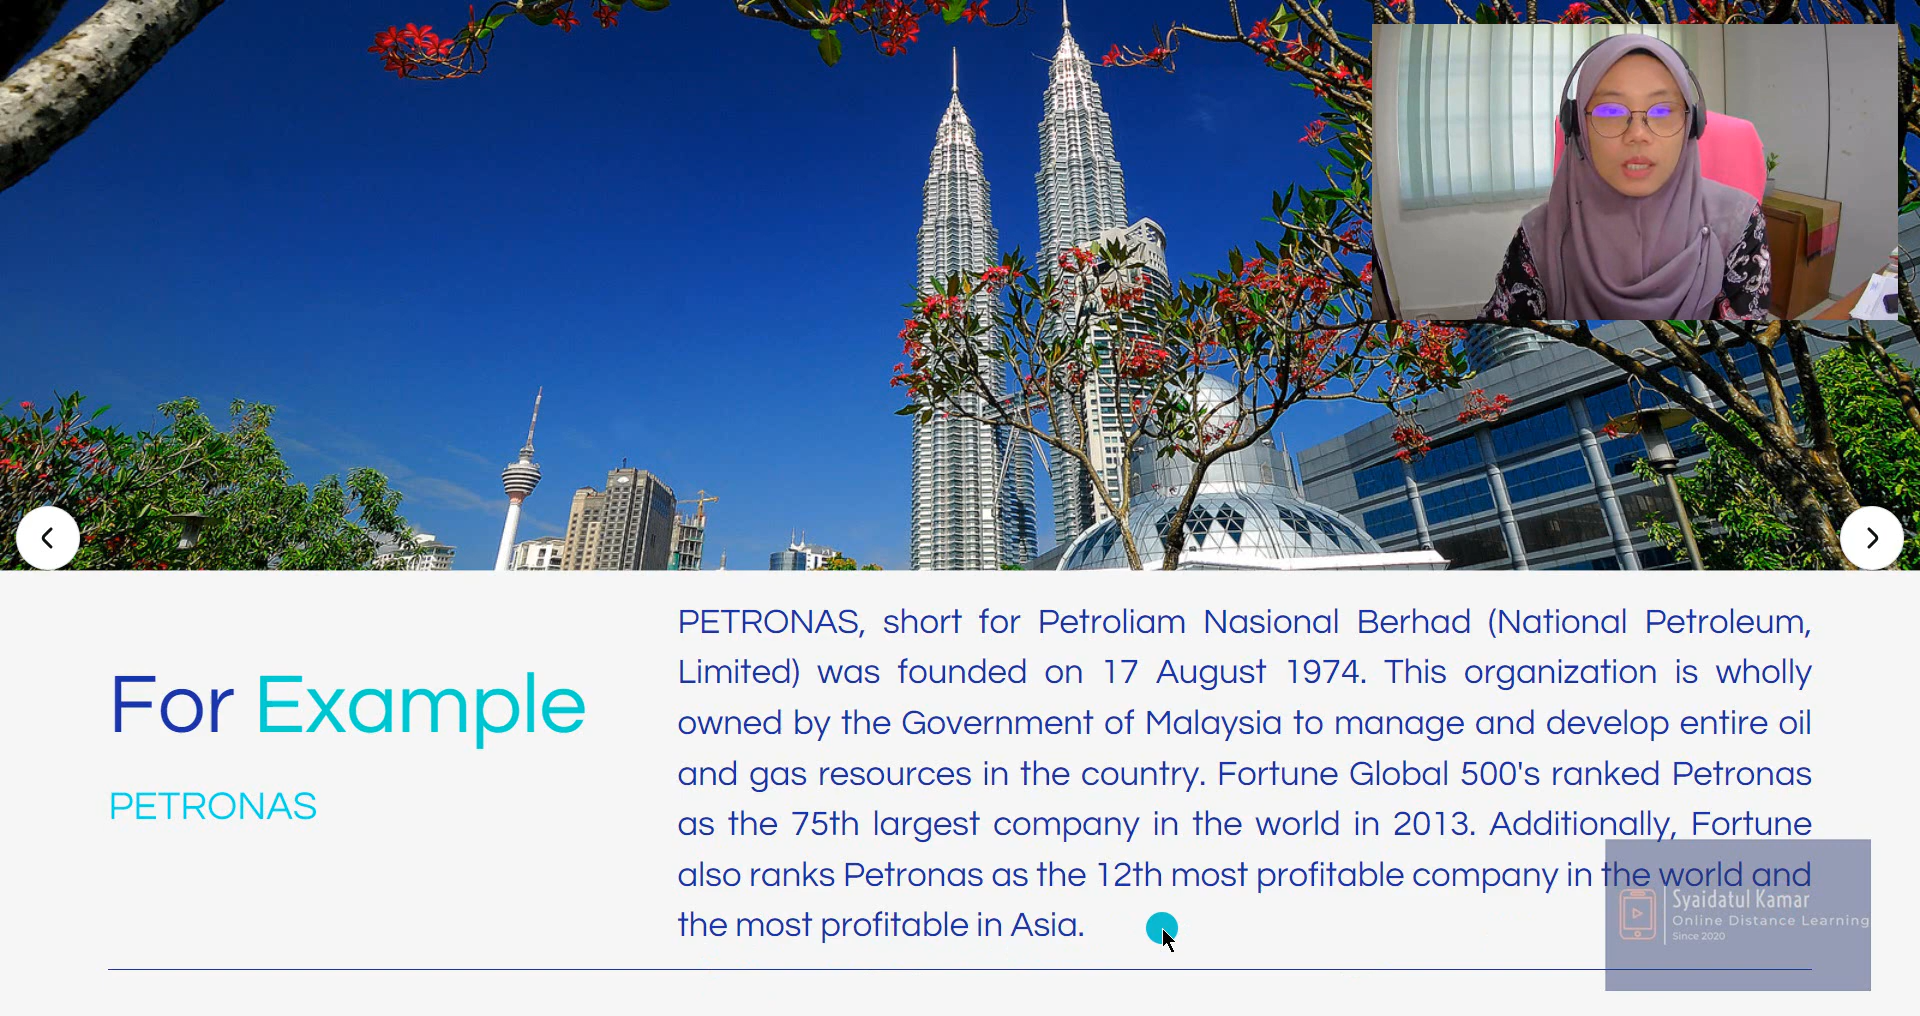 For Example
PETRONAS
PETRONAS, short for Petroliam Nasional Berhad (National Petroleum,
Limited) was founded on 17 August 1974. This organization is wholly
owned by the Government of Malaysia to manage and develop entire oil
and gas resources in the country. Fortune Global 500's ranked Petronas
as the 75th largest company in the world in 2013. Additionally, Fortune
also ranks Petronas as the 12th most profitable company in the world and
the most profitable in Asia.
Syaidatul Kamar
Online Distance Learning
Since 2020